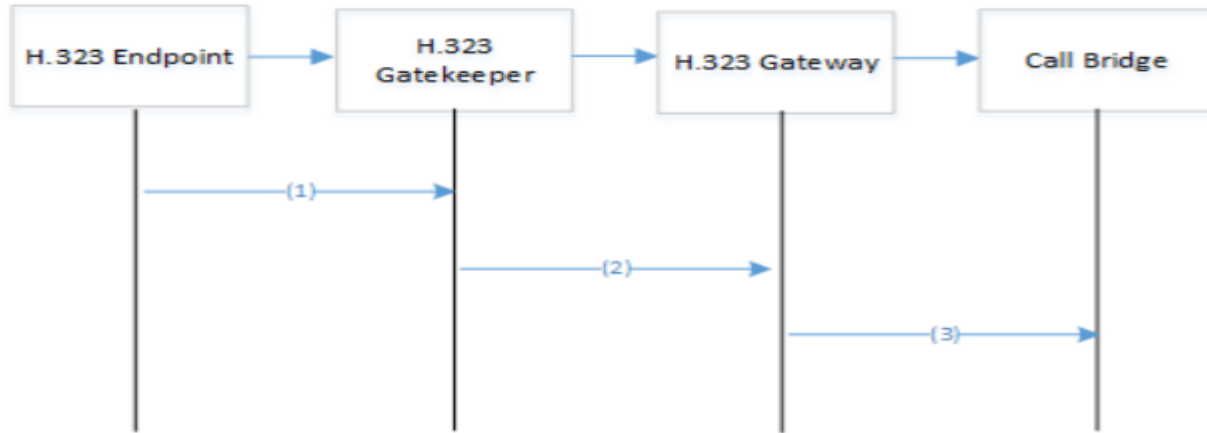 H.323 Endpoint
H.323
Gatekeeper
H.323 Gateway
Call Bridge
(1)
(2)
(3)